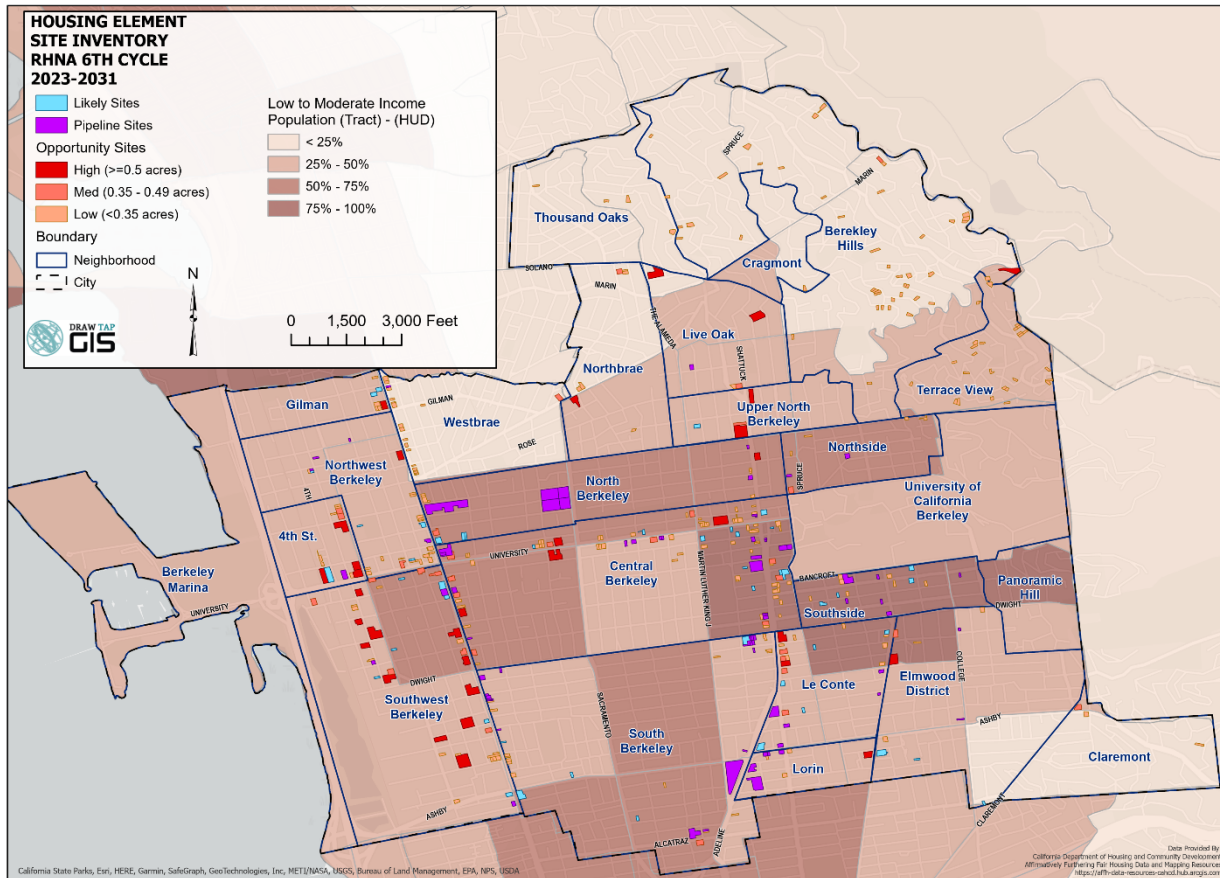 HOUSING ELEMENT
SITE INVENTORY
RHNA 6TH CYCLE
2023-2031
Likely Sites
Pipeline Sites
Opportunity Sites
High (>=0.5 acres)
Med (0.35 - 0.49 acres)
Low (<0.35 acres)
Boundary
Neighborhood
City
Low to Moderate Income
Population (Tract) - (HUD)
< 25%
25% - 50%
50% - 75%
75% - 100%
N
0 1,500 3,000 Feet
DRAW TAP
GIS
SPRUCE
MARIN
Thousand Oaks
Berekley
Hills
Cragmont
SOLANO
MARIN
THE ALAMEDA
Live Oak
SHATTUCK
Northbrae
Terrace View
Gilman
GILMAN
Westbrae
Upper North
Berkeley
ROSE
Northside
Northwest
Berkeley
North
Berkeley
SPRUCE
University of
California
Berkeley
4TH
4th St.
UNIVERSITY
Central
Berkeley
MARTIN LUTHER KING J
BANCROFT
Berkeley
Marina
UNIVERSITY
Southside
Panoramic
Hill
DWIGHT
DWIGHT
Southwest
Berkeley
SACRAMENTO
South
Berkeley
Le Conte
COLLEGE
Elmwood
District
ASHBY
Lorin
Claremont
CLAREMONT
ASHBY
ALCATRAZ
ADELINE
California State Parks, Esri, HERE, Garmin, SafeGraph, GeoTechnologies, Inc, METI/NASA, USGS, Bureau of Land Management, EPA, NPS, USDA
Data Provided By:
California Department of Housing and Community Development
Affirmatively Furthering Fair Housing Data and Mapping Resources
https://affh-data-resources-cahcd.hub.arcgis.com